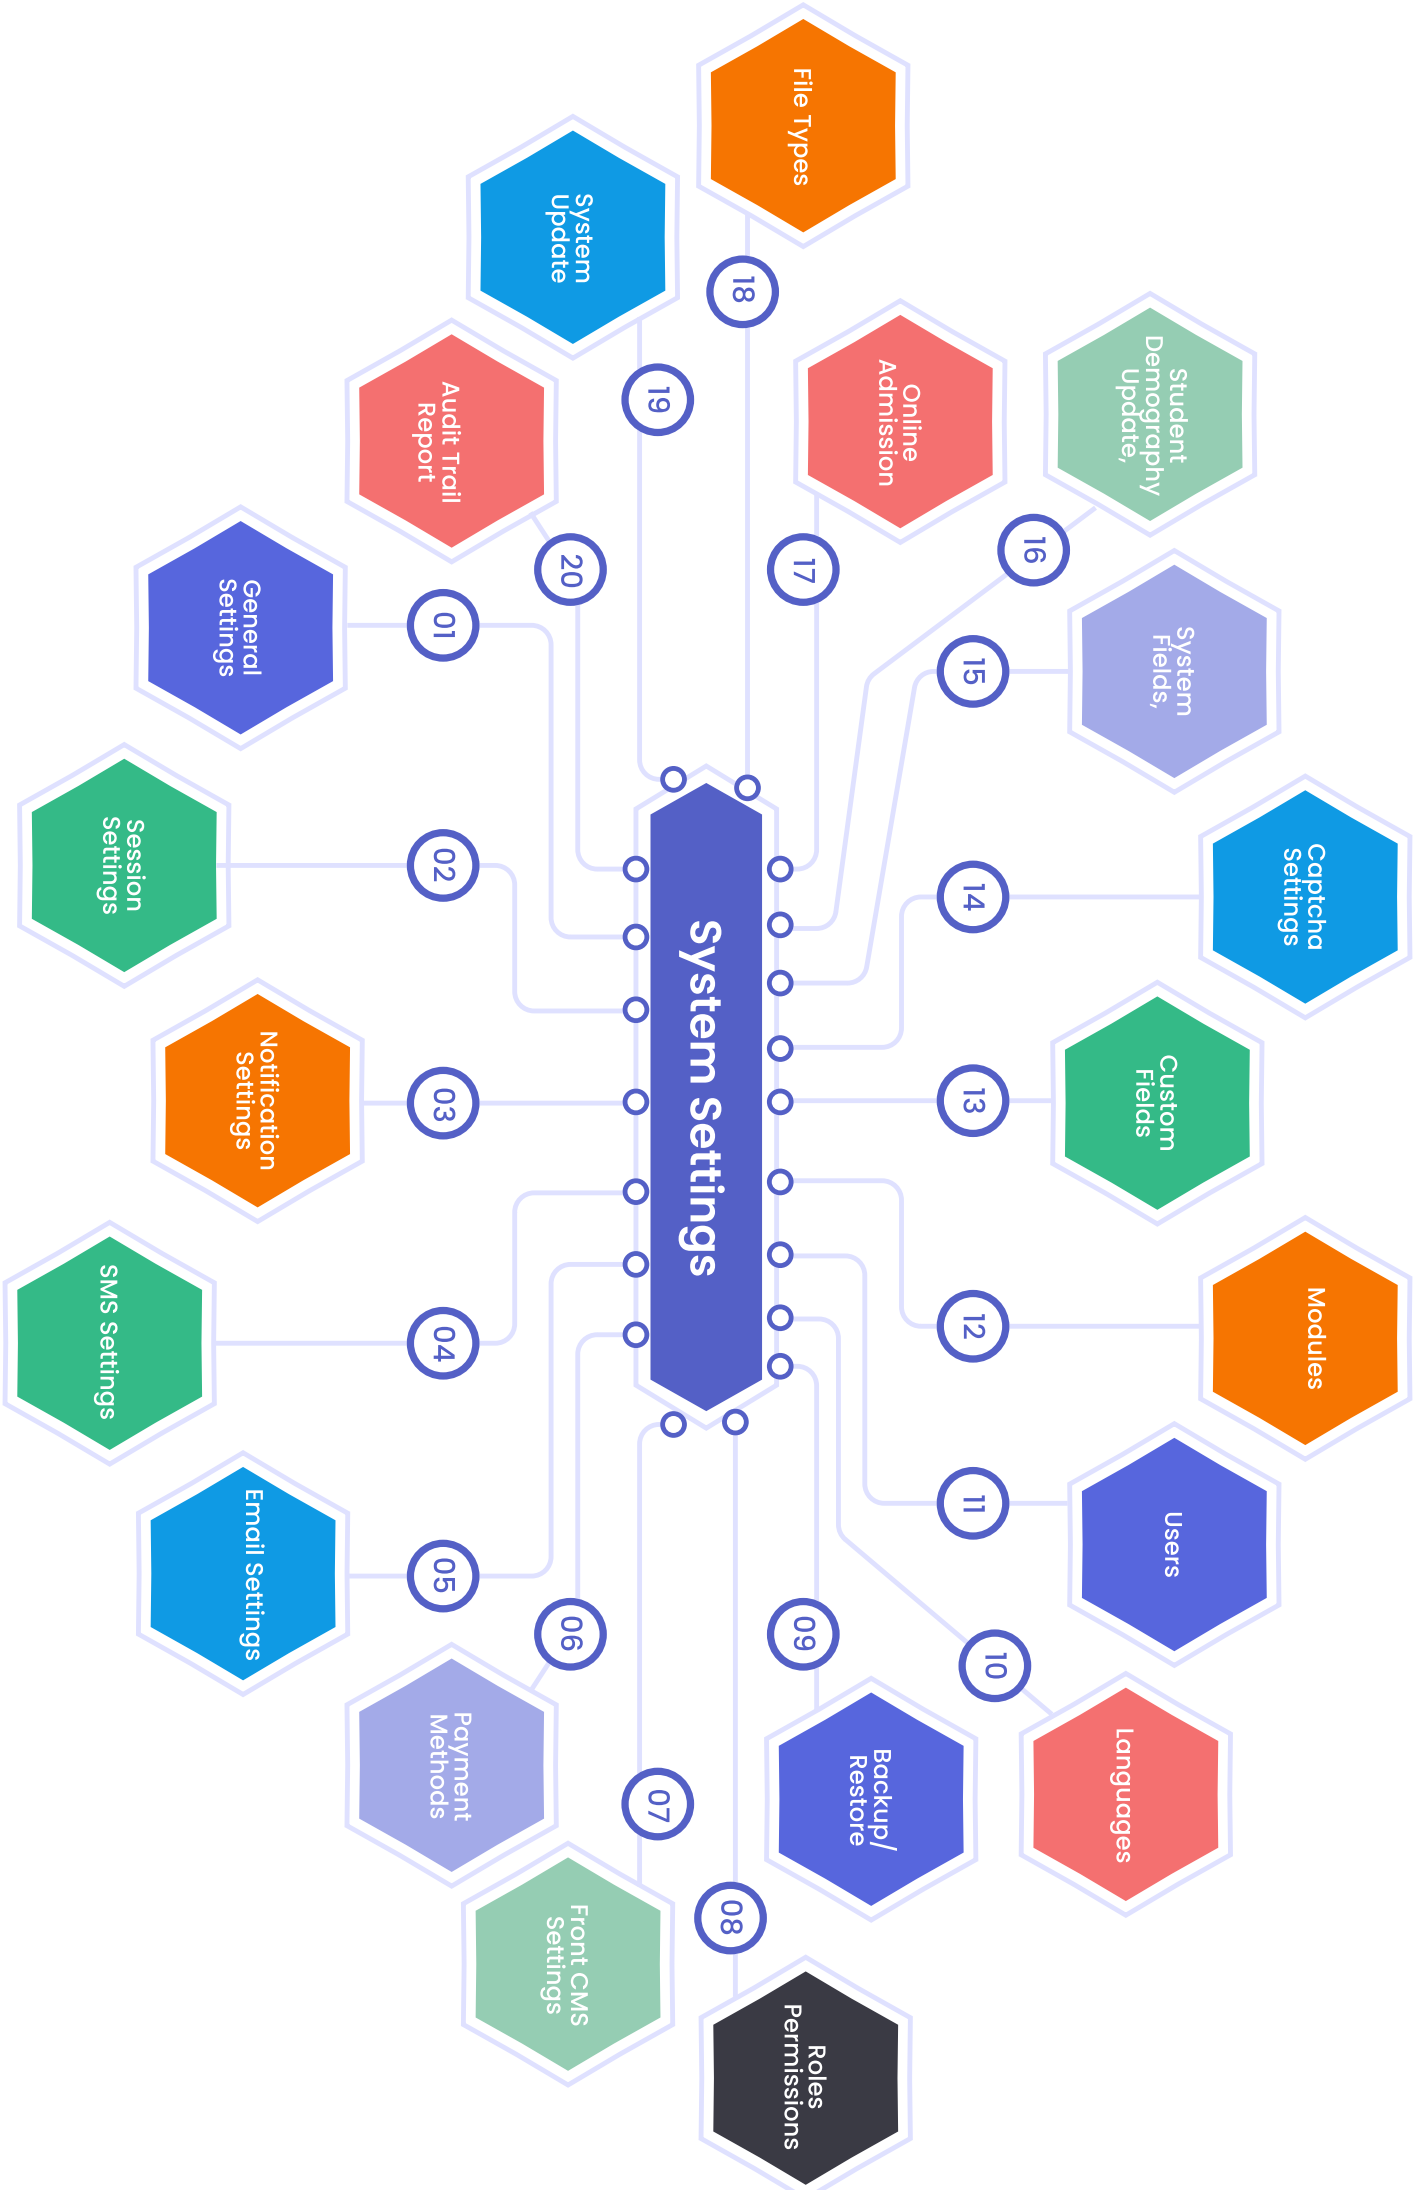 System Settings
01
General
Settings
02
Session
Settings
03
Notification
Settings
04
SMS Settings
05
Email Settings
06
Payment
Methods
07
Front CMS
Settings
08
Roles
Permissions
09
Backup/
Restore
10
Languages
11
Users
12
Modules
13
Custom
Fields
14
Captcha
Settings
15
System
Fields,
16
Student
Demography
Update,
17
Online
Admission
18
File Types
19
System
Update
20
Audit Trail
Report